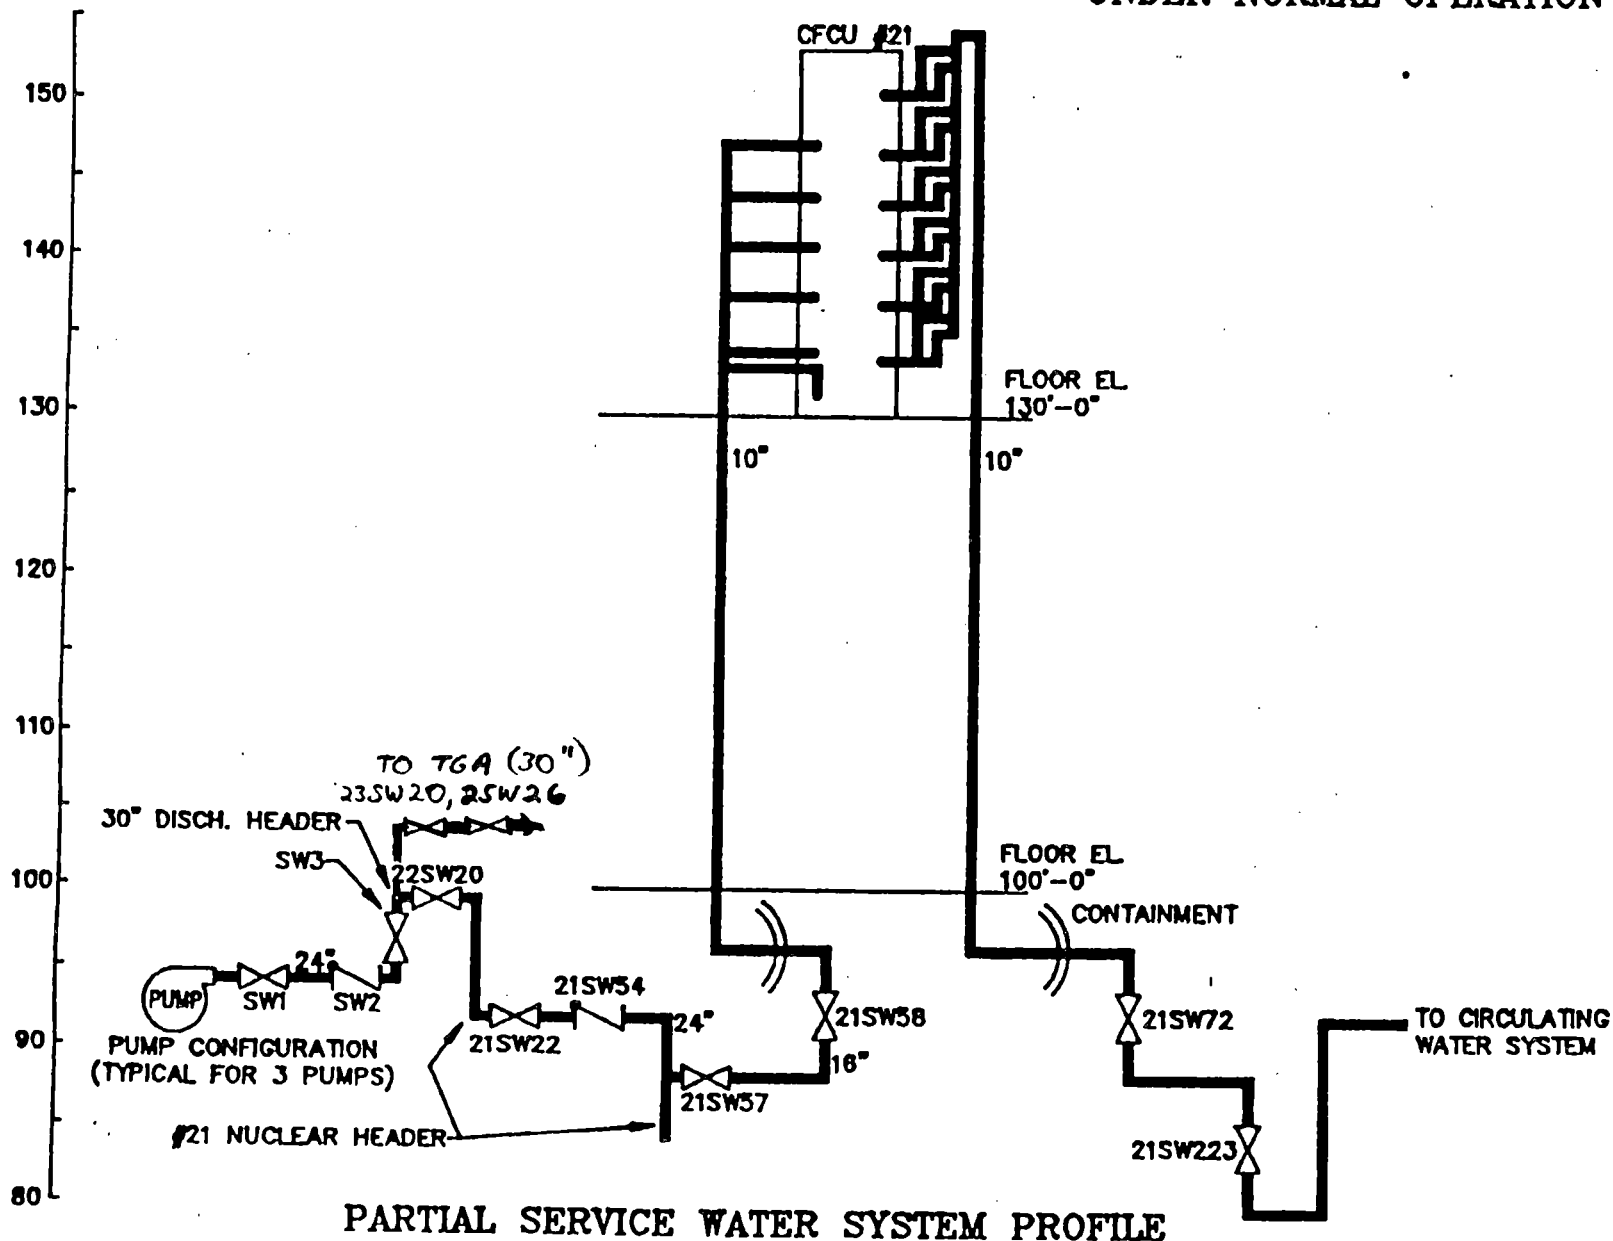 UNDER NORMAL OPERATION
CFCU #21
150
140
130
120
110
100
90
80
FLOOR EL
130'-0"
10"
10"
TO TGA (30")
23SW20, 2SW26
30" DISCH. HEADER
SW3
22SW20
FLOOR EL
100'-0"
CONTAINMENT
24"
PUMP
SW1
SW2
21SW54
24"
21SW22
21SW58
16"
21SW57
21SW72
TO CIRCULATING
WATER SYSTEM
PUMP CONFIGURATION
(TYPICAL FOR 3 PUMPS)
#21 NUCLEAR HEADER
21SW223
PARTIAL SERVICE WATER SYSTEM PROFILE